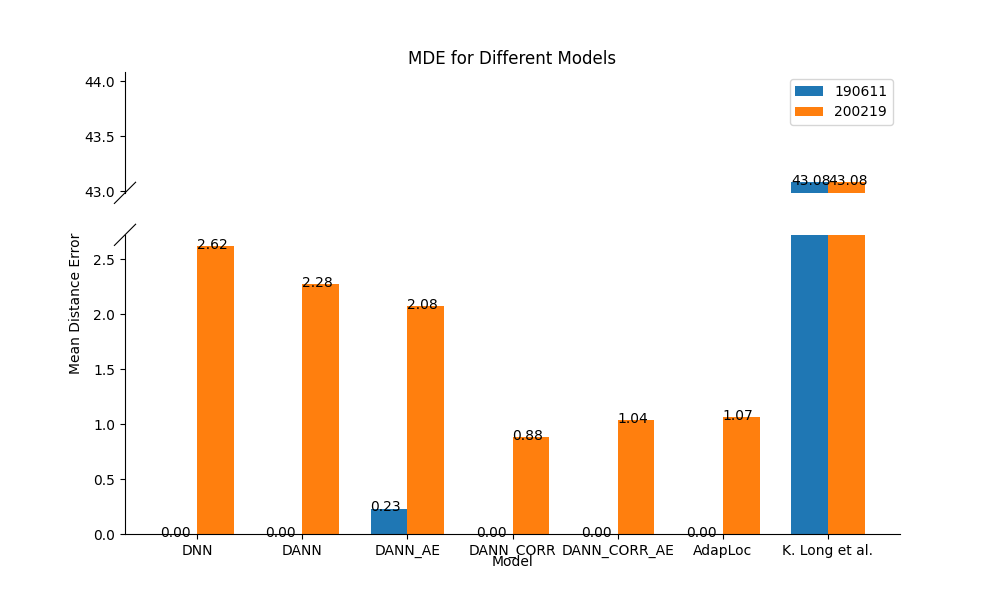 MDE for Different Models
44.0
43.5
43.0
190611
200219
43.08
43.08
Mean Distance Error
2.5
2.0
1.5
1.0
0.5
0.0
2.62
2.28
2.08
0.88
1.04
1.07
0.00
0.00
0.23
0.00
0.00
0.00
DNN
DANN
DANN_AE
DANN_CORR
DANN_CORR_AE
AdapLoc
K. Long et al.
Model